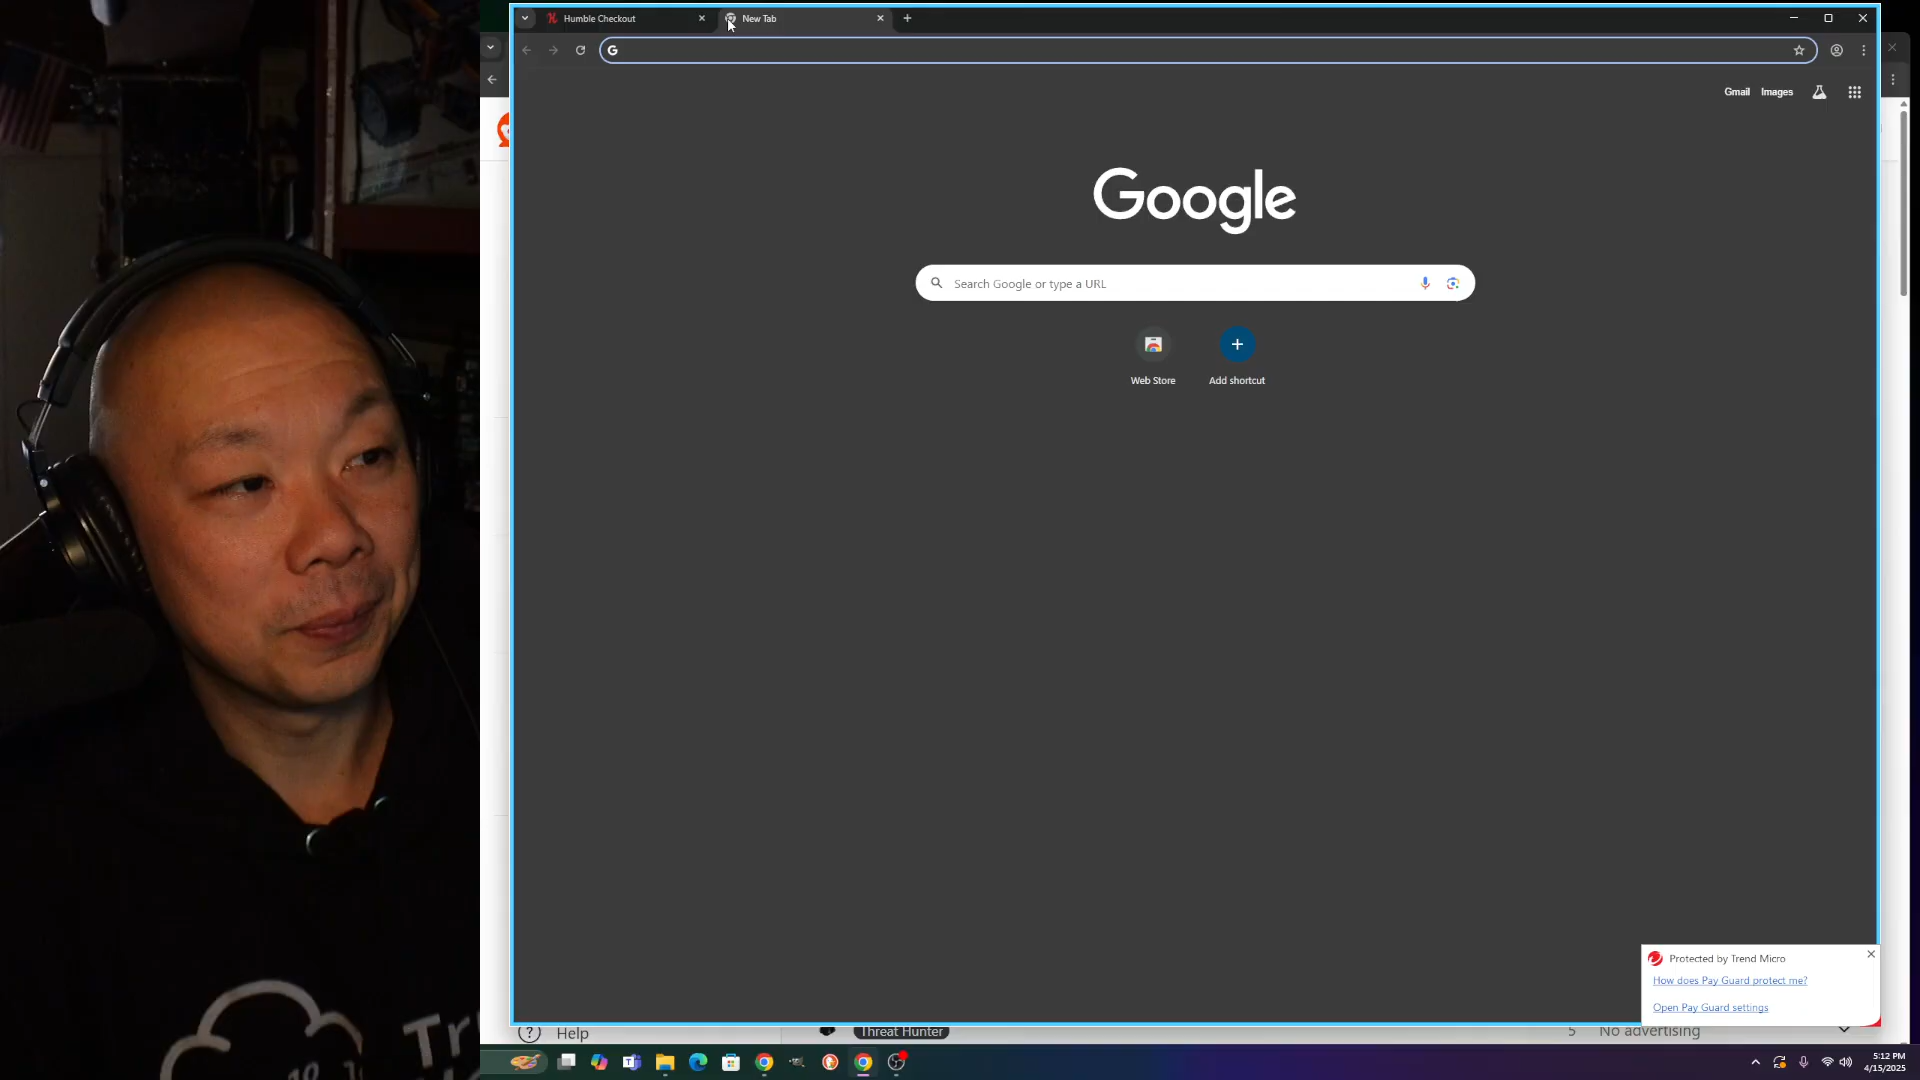 Humble Checkout
New Tab
Gmail
Images
Google
Search Google or type a URL
Web Store
Add shortcut
Protected by Trend Micro
How does Pay Guard protect me?
Open Pay Guard settings
Help
Threat Hunter
5
No advertising
5:12 PM
4/15/2025